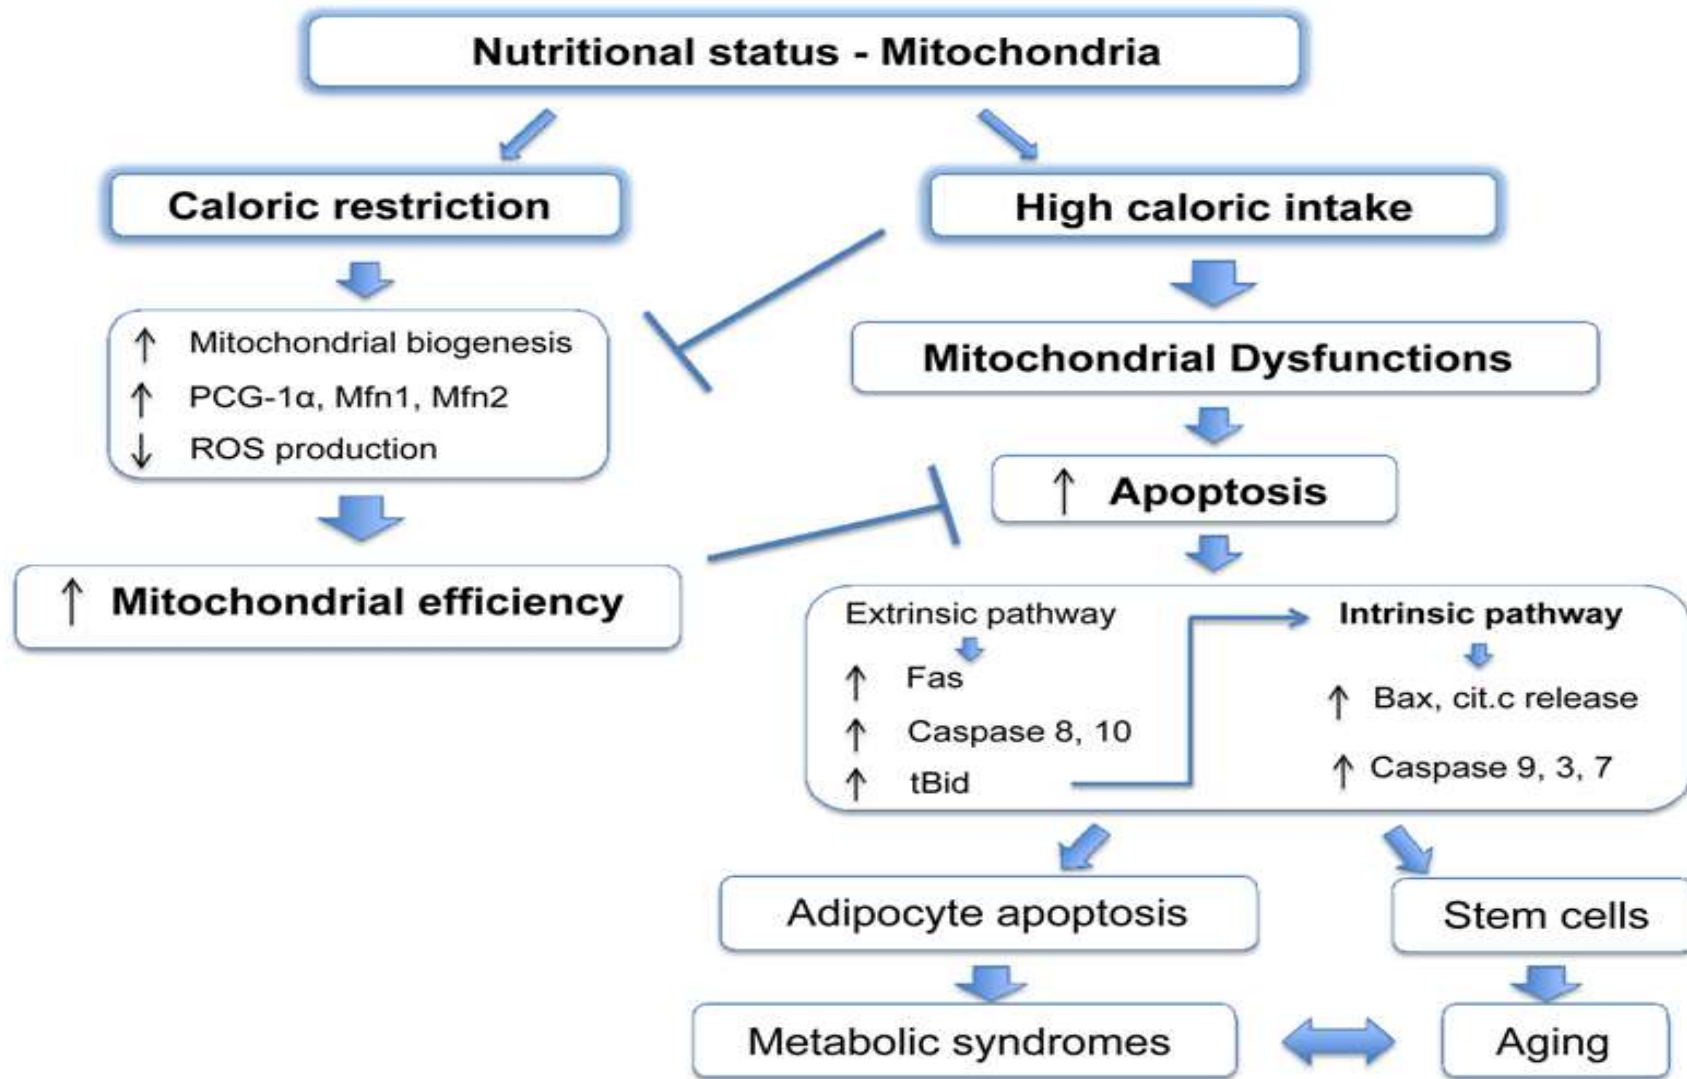 Nutritional status - Mitochondria
Caloric restriction
High caloric intake
↑ Mitochondrial biogenesis
↑ PCG-1α, Mfn1, Mfn2
↓ ROS production
↑ Mitochondrial efficiency
Mitochondrial Dysfunctions
↑ Apoptosis
Extrinsic pathway
↑ Fas
↑ Caspase 8, 10
↑ tBid
Intrinsic pathway
↑ Bax, cit.c release
↑ Caspase 9, 3, 7
Adipocyte apoptosis
Stem cells
Metabolic syndromes
Aging